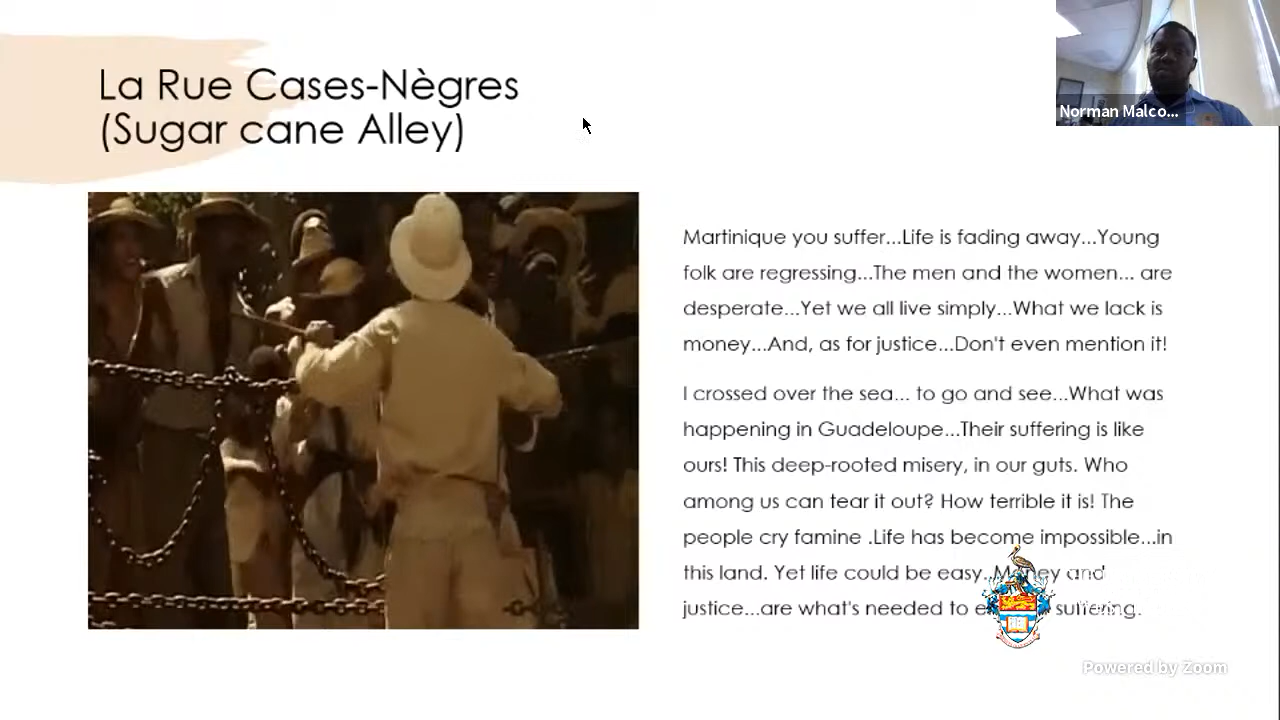 La Rue Cases-Nègres
(Sugar cane Alley)
Norman Malco...
Martinique you suffer...Life is fading away...Young
folk are regressing...The men and the women... are
desperate...Yet we all live simply...What we lack is
money...And, as for justice...Don't even mention it!
I crossed over the sea... to go and see...What was
happening in Guadeloupe...Their suffering is like
ours! This deep-rooted misery, in our guts. Who
among us can tear it out? How terrible it is! The
people cry famine .Life has become impossible...in
this land. Yet life could be easy. Money and
justice...are what's needed to suffering.
Powered by Zoom